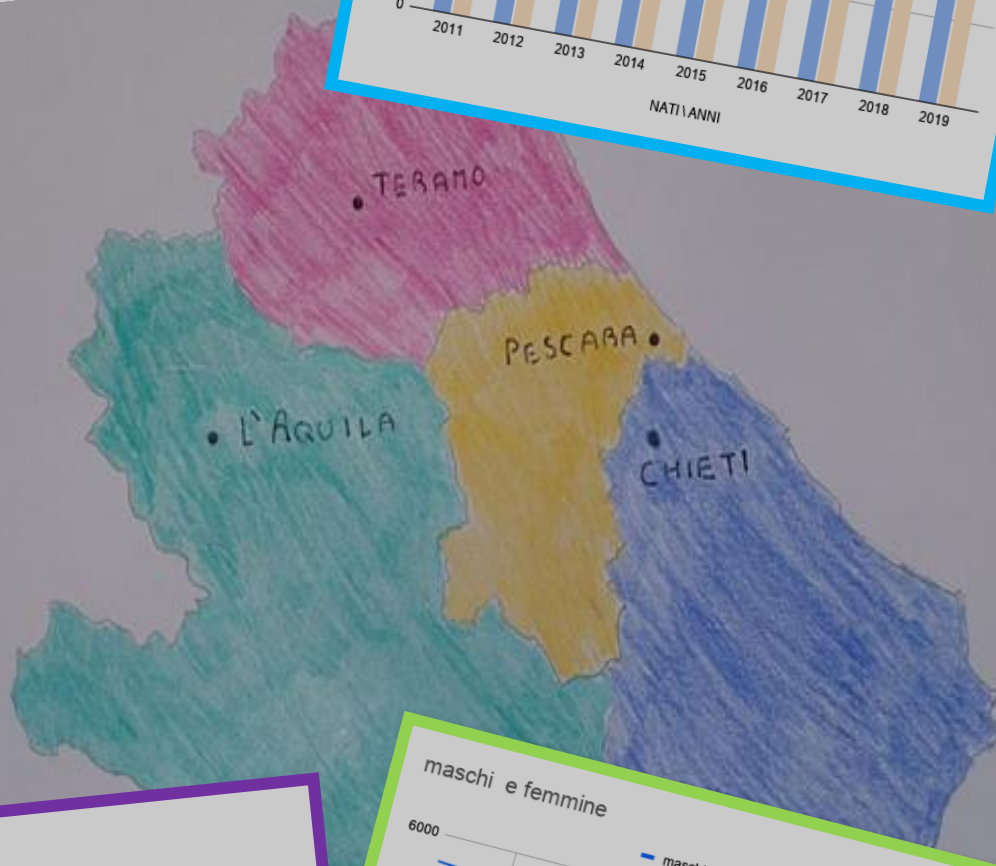 0
2011 2012 2013 2014 2015 2016 2017 2018 2019
NATI\ANNI
TERAMO
PESCARA
L'AQUILA
CHIETI
maschi e femmine
6000